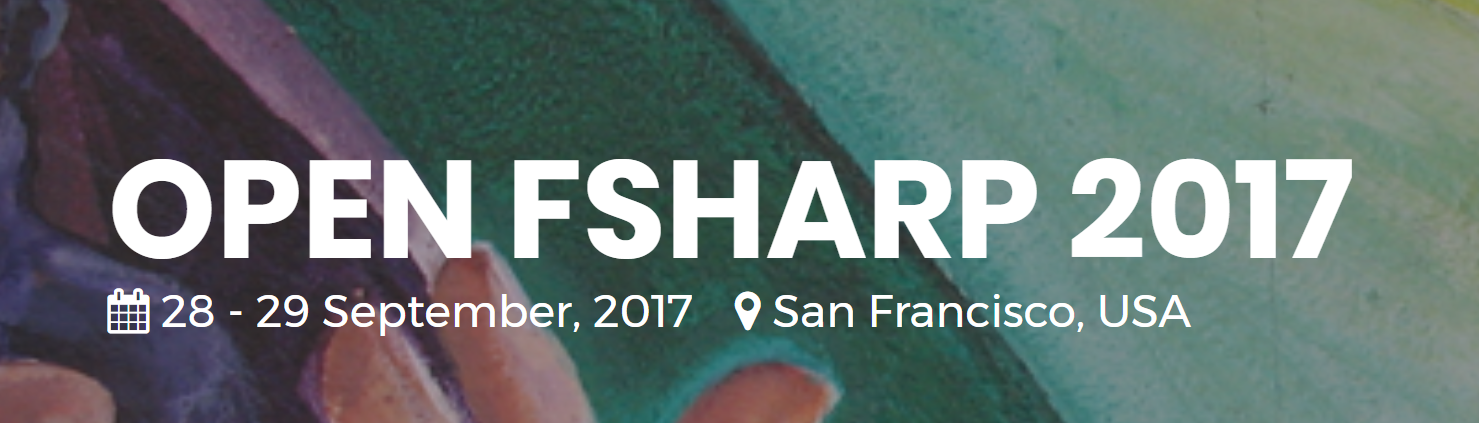 OPEN FSHARP 2017
28 - 29 September, 2017 San Francisco, USA